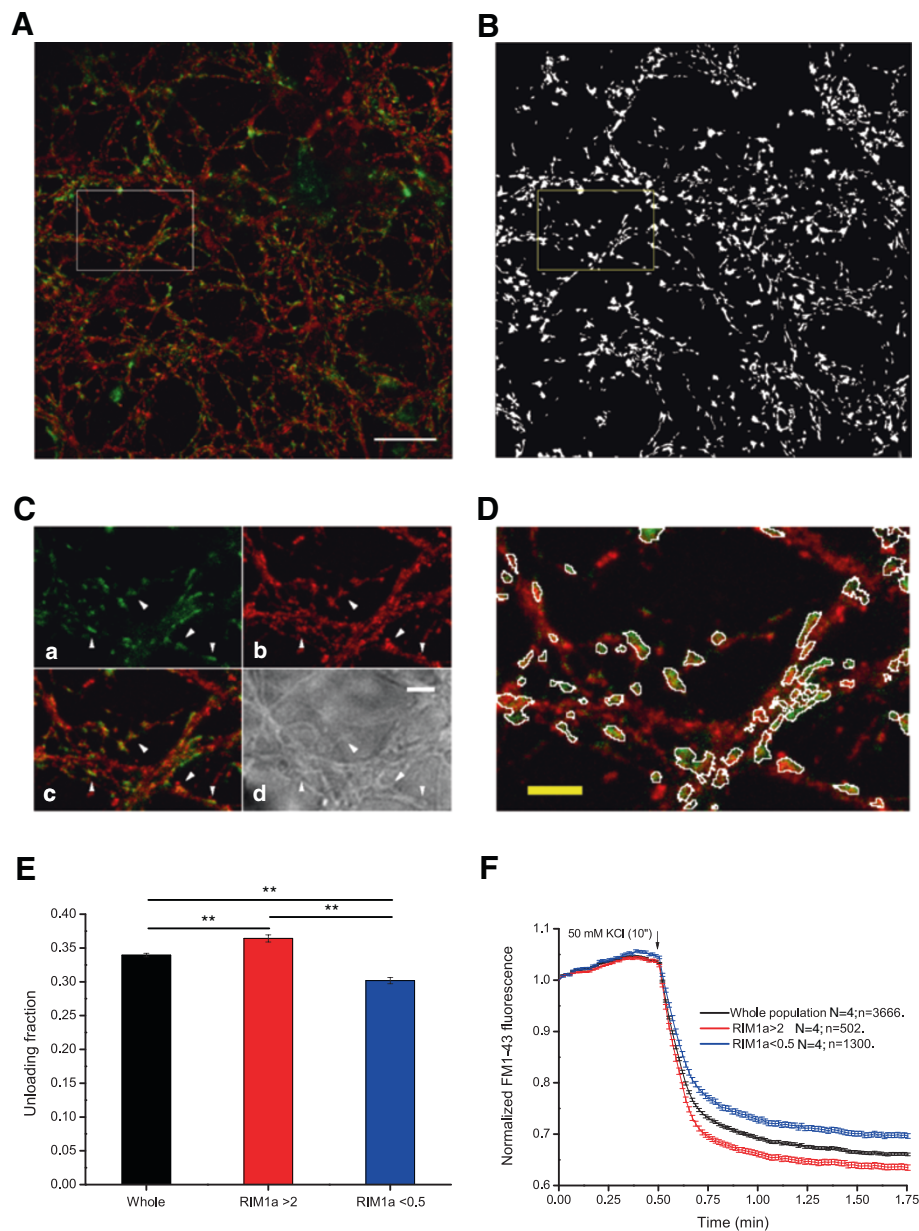 A
B
C
a
b
c
d
D
E
**
**
**
Unloading fraction
0.40
0.35
0.30
0.25
0.20
0.15
0.10
0.05
0.00
Whole
RIM1a >2
RIM1a <0.5
F
Normalized FM1-43 fluorescence
1.1
1.0
0.9
0.8
0.7
0.6
50 mM KCl (10")
Whole population N=4;n=3666.
RIM1a>2 N=4;n=502.
RIM1a<0.5 N=4; n=1300.
0.00
0.25
0.50
0.75
1.00
1.25
1.50
1.75
Time (min)